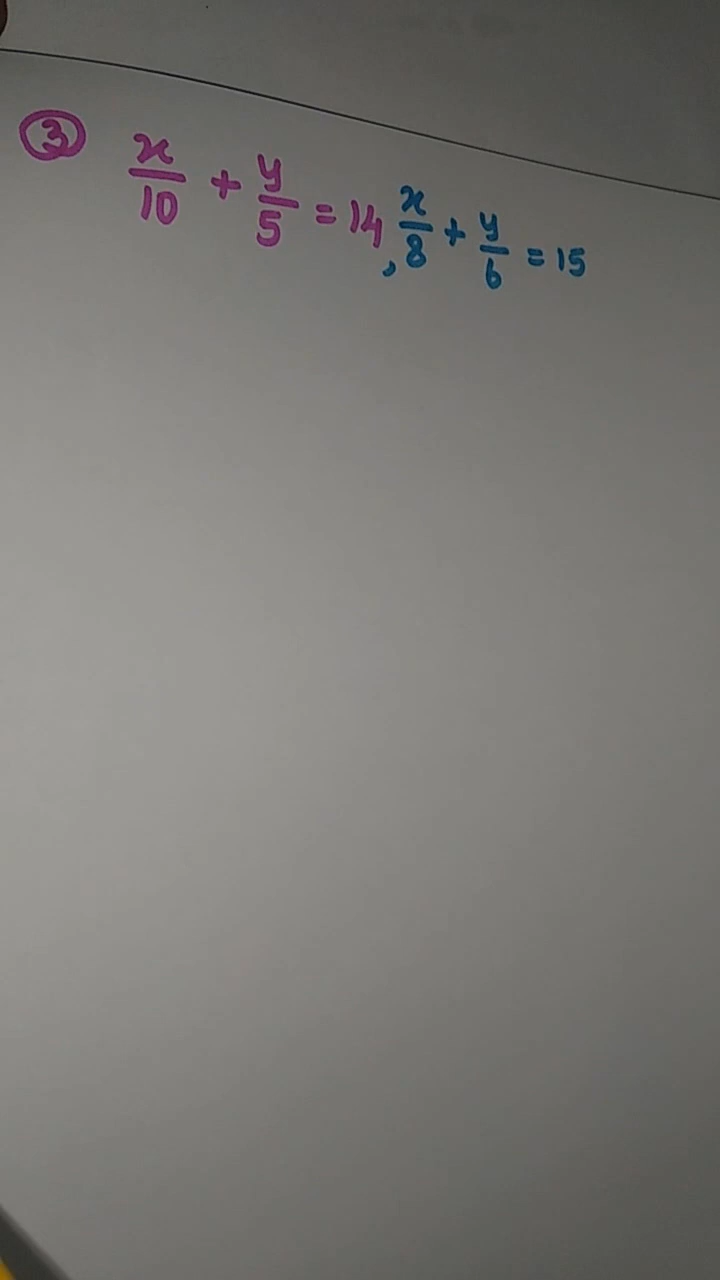 ③ x/10 + y/5 = 14, x/8 + y/6 = 15